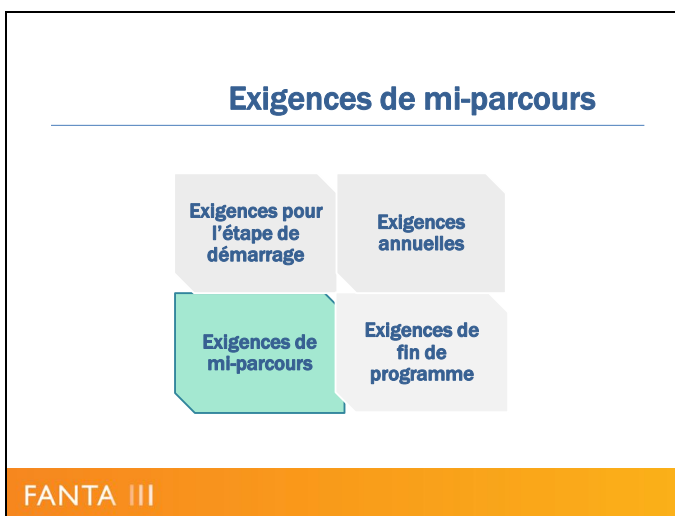 Exigences de mi-parcours
Exigences pour
l'étape de
démarrage
Exigences
annuelles
Exigences de
mi-parcours
Exigences de
fin de
programme
FANTA III